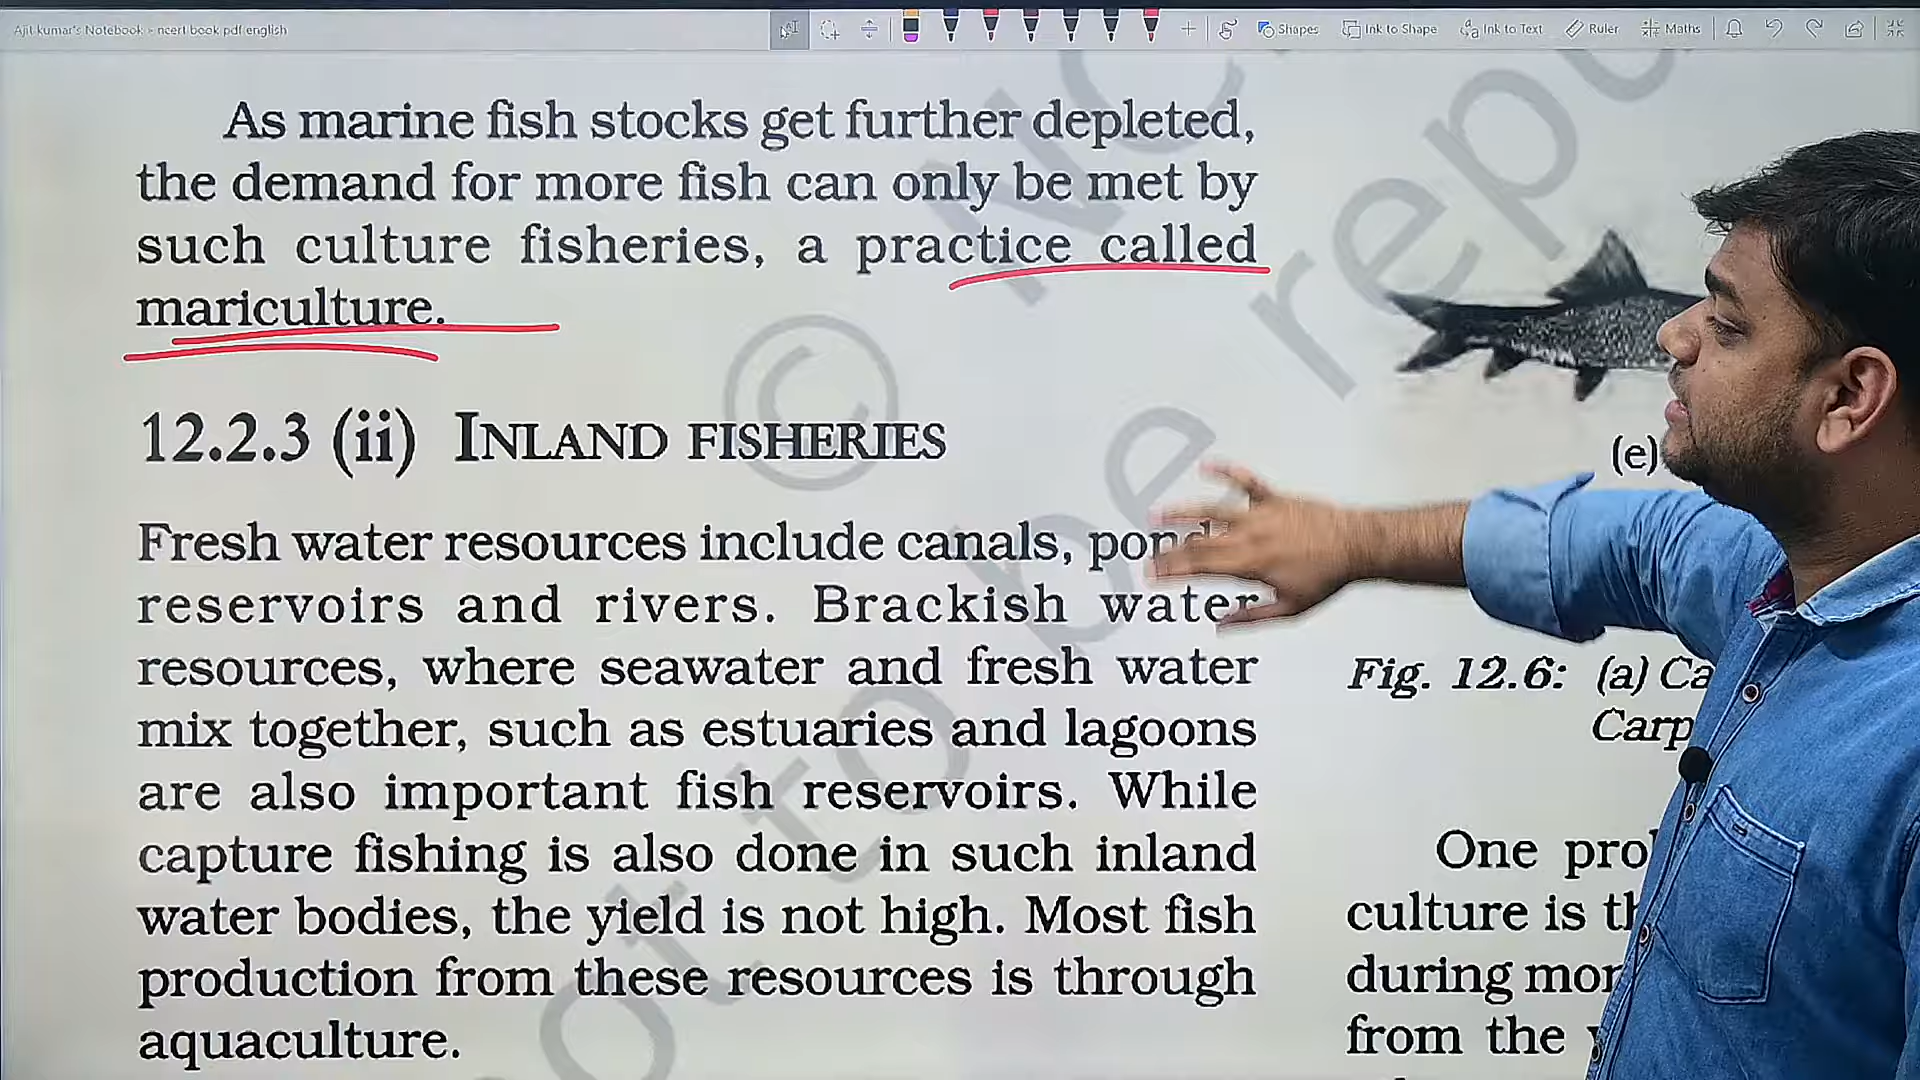 Ajit kumar's Notebook > ncert book pdf english
Shapes
Ink to Shape
Ink to Text
Ruler
Maths
As marine fish stocks get further depleted,
the demand for more fish can only be met by
such culture fisheries, a practice called
mariculture.
12.2.3 (ii) INLAND FISHERIES
Fresh water resources include canals,
reservoirs and rivers. Brackish water
resources, where seawater and fresh water
mix together, such as estuaries and lagoons
are also important fish reservoirs. While
capture fishing is also done in such inland
water bodies, the yield is not high. Most fish
production from these resources is through
aquaculture.
(e)
Fig. 12.6: (a) Ca
Carp
One
culture is
during
from the
© 
not to be